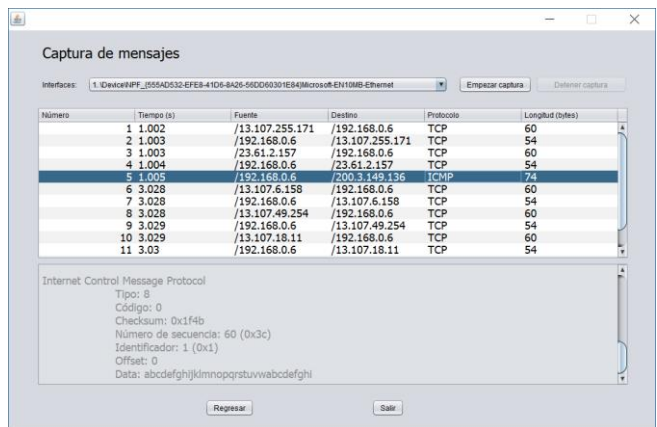 Captura de mensajes
Interfaces: 1. \Device\NPF_{555AD532-EFE8-41D6-8A26-56DD60301E84}Microsoft-EN10MB-Ethernet Empezar captura Detener captura
Número Tiempo (s) Fuente Destino Protocolo Longitud (bytes)
1 1.002 /13.107.255.171 /192.168.0.6 TCP 60
2 1.003 /192.168.0.6 /13.107.255.171 TCP 54
3 1.003 /23.61.2.157 /192.168.0.6 TCP 60
4 1.004 /192.168.0.6 /23.61.2.157 TCP 54
5 1.005 /192.168.0.6 /200.3.149.136 ICMP 74
6 3.028 /13.107.6.158 /192.168.0.6 TCP 60
7 3.028 /192.168.0.6 /13.107.6.158 TCP 54
8 3.028 /13.107.49.254 /192.168.0.6 TCP 60
9 3.029 /192.168.0.6 /13.107.49.254 TCP 54
10 3.029 /13.107.18.11 /192.168.0.6 TCP 60
11 3.03 /192.168.0.6 /13.107.18.11 TCP 54
Internet Control Message Protocol
Tipo: 8
Código: 0
Checksum: 0x1f4b
Número de secuencia: 60 (0x3c)
Identificador: 1 (0x1)
Offset: 0
Data: abcdefghijklmnopqrstuvwabcdefghi
Regresar Salir